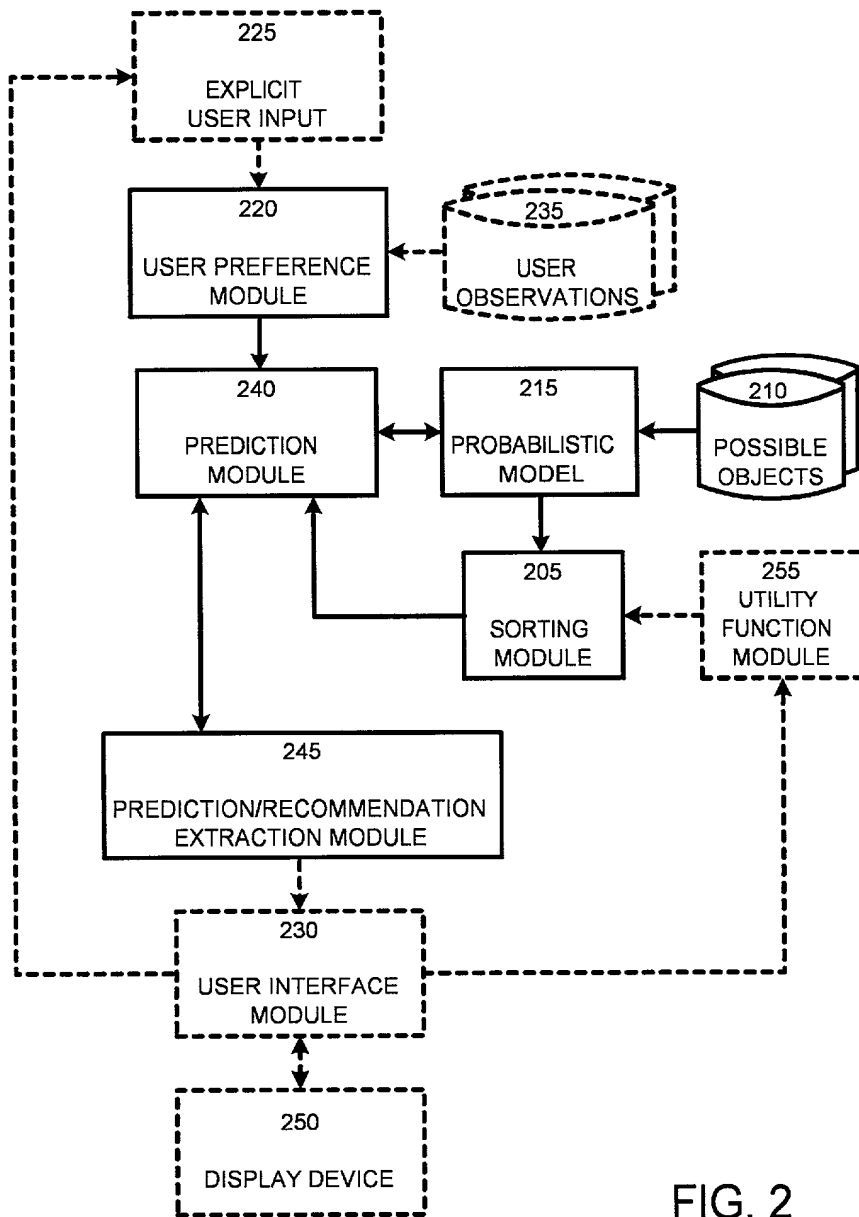 225
EXPLICIT
USER INPUT
220
USER PREFERENCE
MODULE
235
USER
OBSERVATIONS
240
PREDICTION
MODULE
215
PROBABILISTIC
MODEL
210
POSSIBLE
OBJECTS
205
SORTING
MODULE
255
UTILITY
FUNCTION
MODULE
245
PREDICTION/RECOMMENDATION
EXTRACTION MODULE
230
USER INTERFACE
MODULE
250
DISPLAY DEVICE
FIG. 2